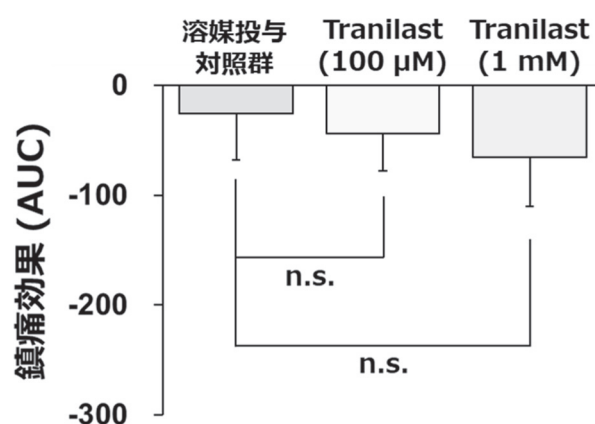 溶媒投与
対照群
Tranilast
(100 μM)
Tranilast
(1 mM)
鎮痛効果 (AUC)
0
-100
-200
-300
n.s.
n.s.